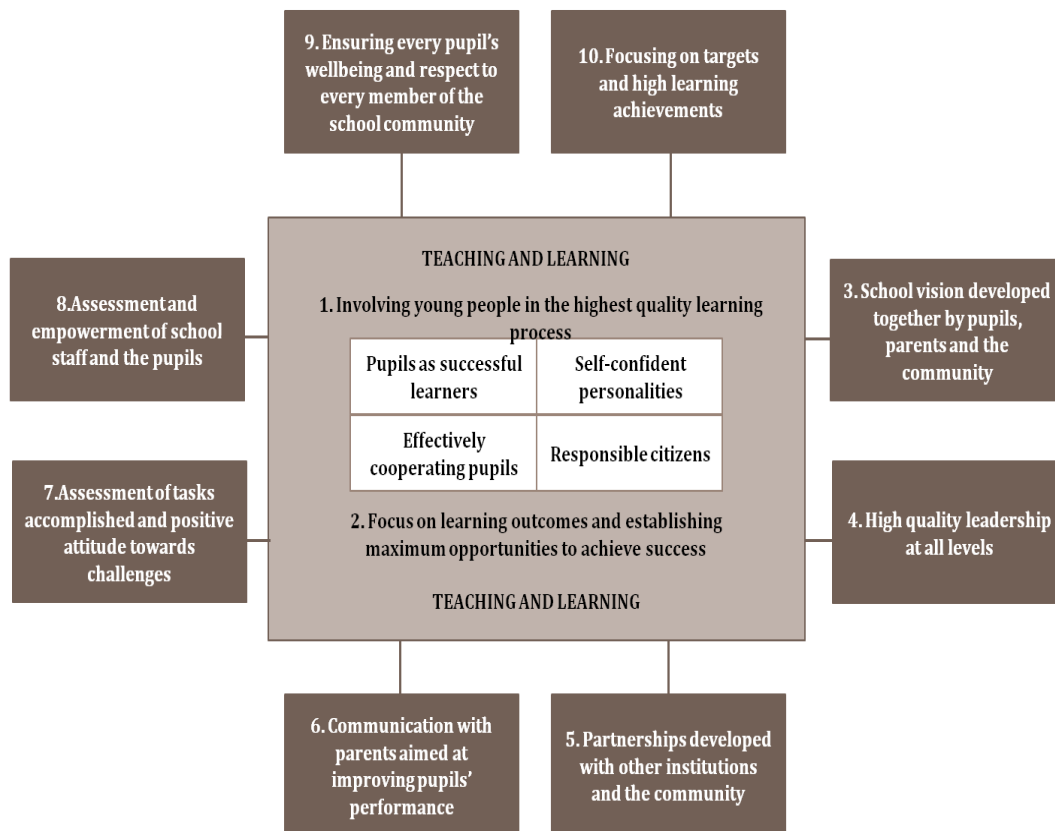 9. Ensuring every pupil's
wellbeing and respect to
every member of the
school community
10. Focusing on targets
and high learning
achievements
TEACHING AND LEARNING
1. Involving young people in the highest quality learning
process
Pupils as successful
learners
Self-confident
personalities
Effectively
cooperating pupils
Responsible citizens
2. Focus on learning outcomes and establishing
maximum opportunities to achieve success
TEACHING AND LEARNING
8.Assessment and
empowerment of school
staff and the pupils
3. School vision developed
together by pupils,
parents and the
community
7.Assessment of tasks
accomplished and positive
attitude towards
challenges
4. High quality leadership
at all levels
6. Communication with
parents aimed at
improving pupils'
performance
5. Partnerships developed
with other institutions
and the community